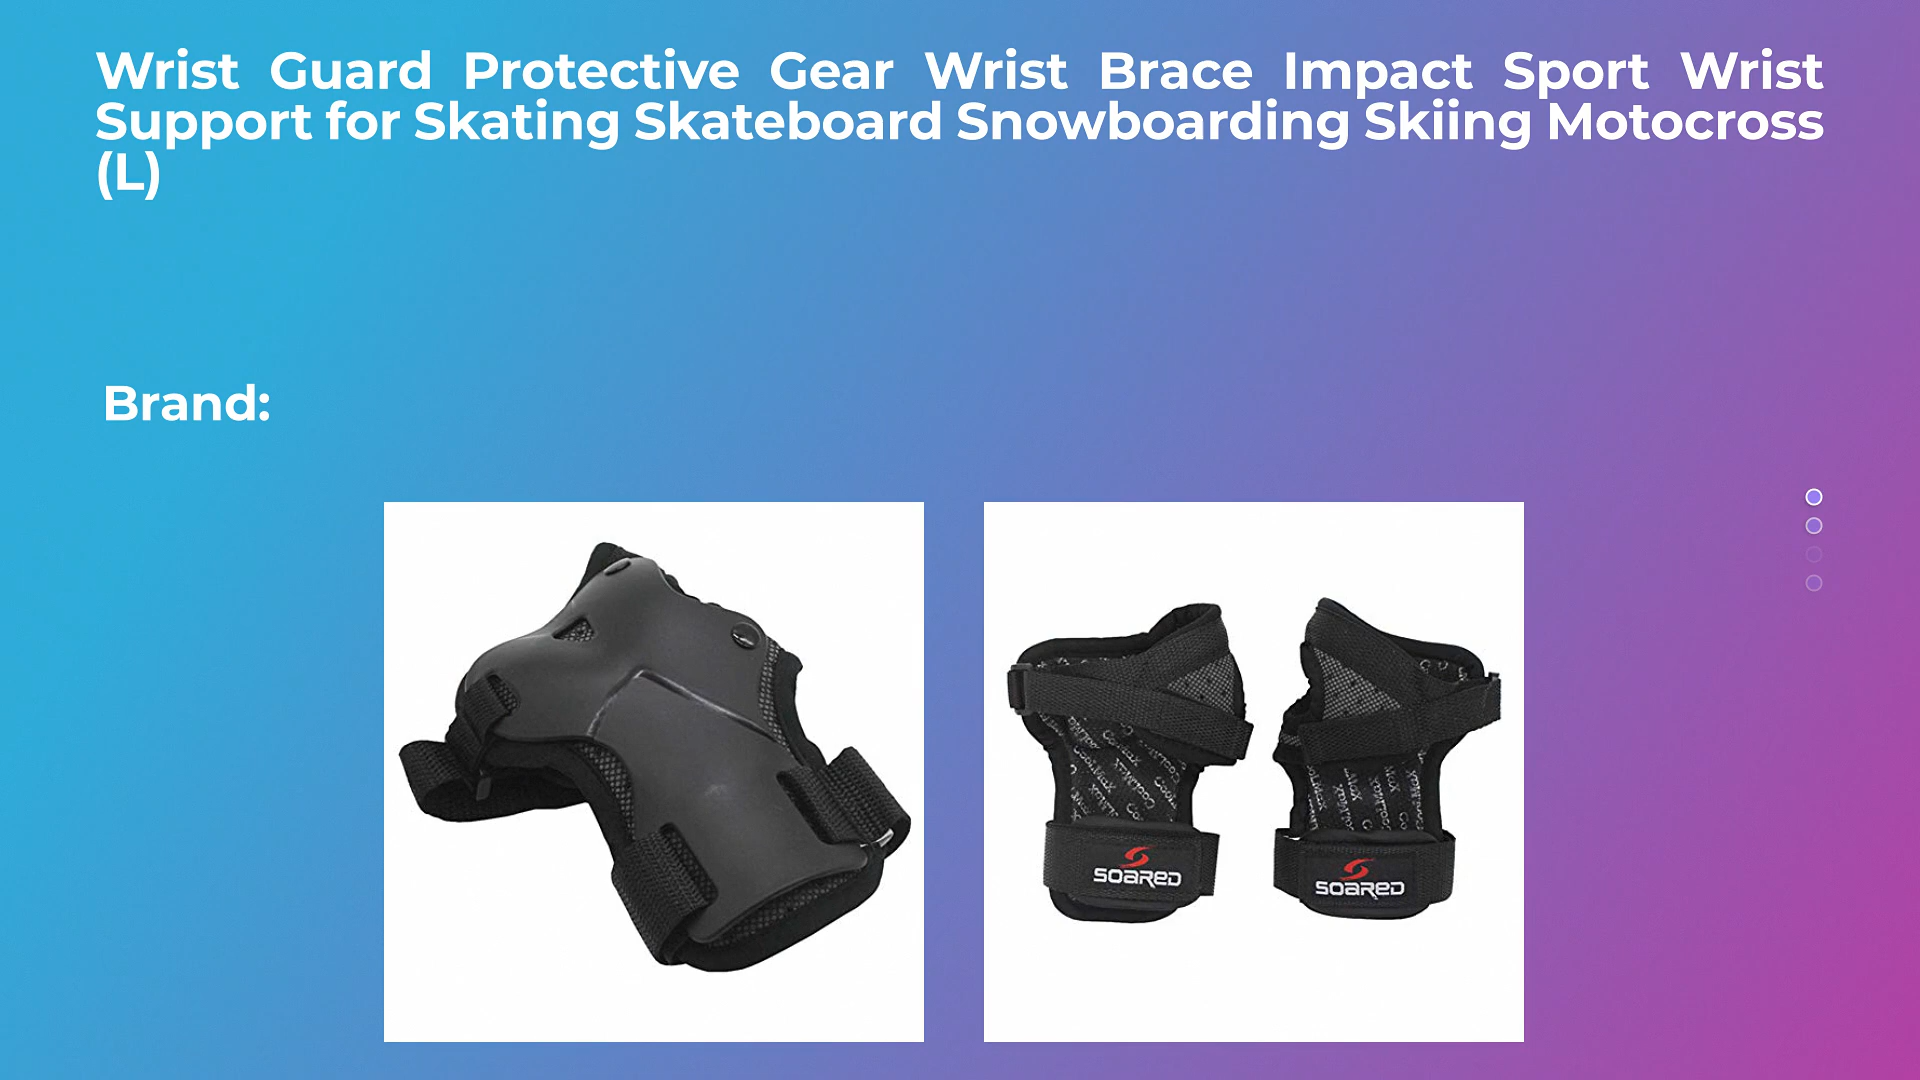 Wrist Guard Protective Gear Wrist Brace Impact Sport Wrist
Support for Skating Skateboard Snowboarding Skiing Motocross
(L)
Brand:
SOARED
SOARED